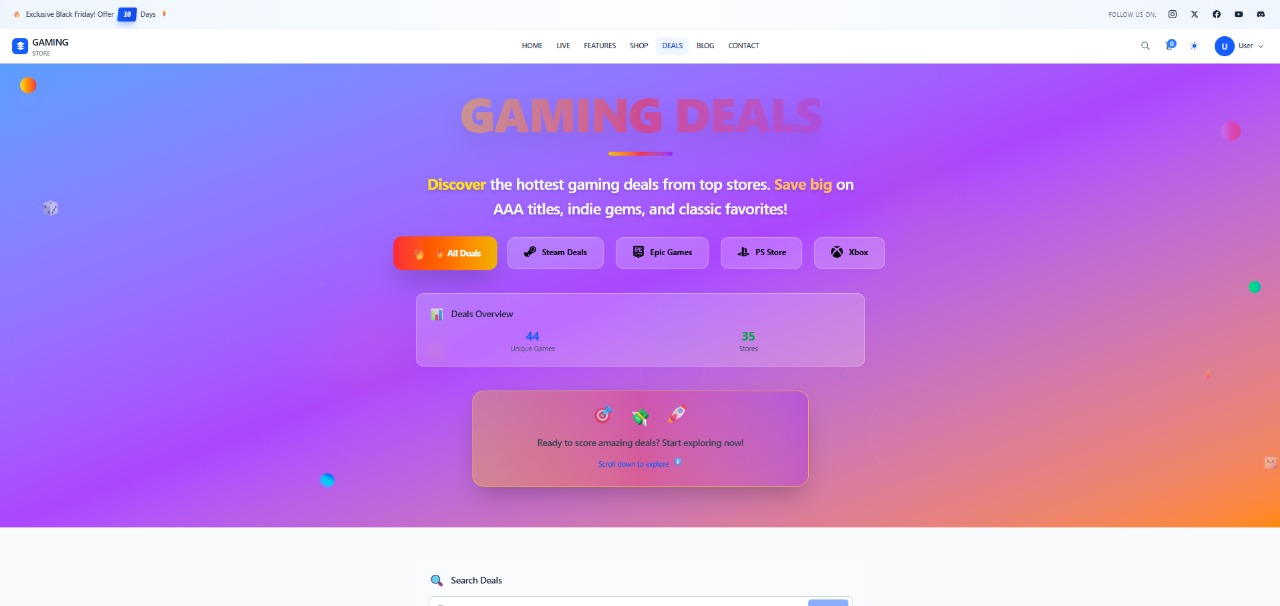 Exclusive Black Friday! Offer 10 Days
FOLLOW US ON:
GAMING
STORE
HOME LIVE FEATURES SHOP DEALS BLOG CONTACT
0
U User
GAMING DEALS
Discover the hottest gaming deals from top stores. Save big on
AAA titles, indie gems, and classic favorites!
All Deals Steam Deals Epic Games PS Store Xbox
Deals Overview
44 35
Unique Games Stores
Ready to score amazing deals? Start exploring now!
Scroll down to explore
Search Deals